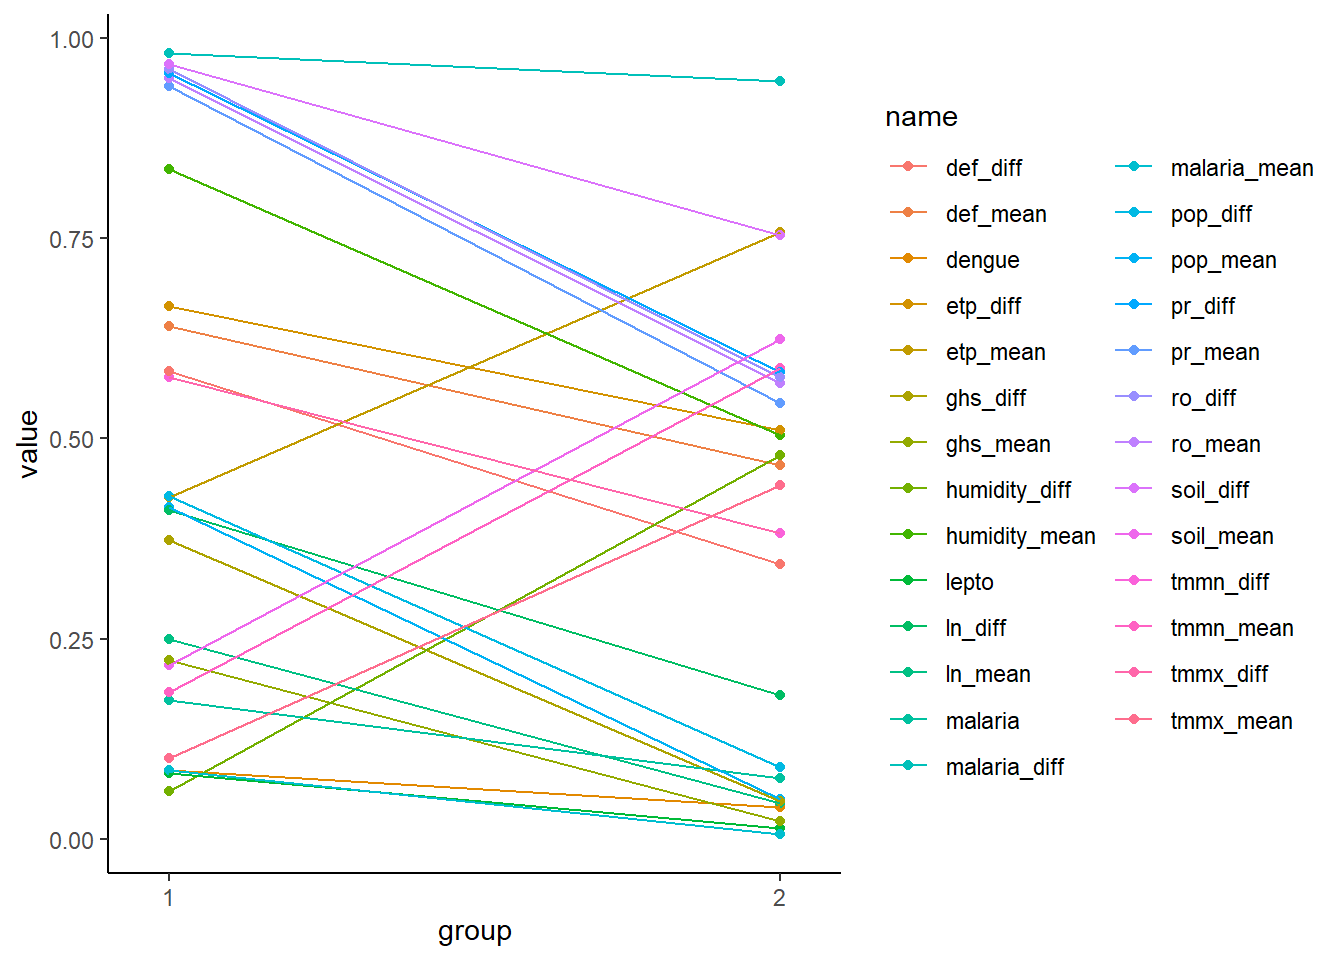 1.00
0.75
0.50
0.25
0.00
value
1
2
group
name
def_diff
def_mean
dengue
etp_diff
etp_mean
ghs_diff
ghs_mean
humidity_diff
humidity_mean
lepto
ln_diff
ln_mean
malaria
malaria_diff
malaria_mean
pop_diff
pop_mean
pr_diff
pr_mean
ro_diff
ro_mean
soil_diff
soil_mean
tmmn_diff
tmmn_mean
tmmx_diff
tmmx_mean